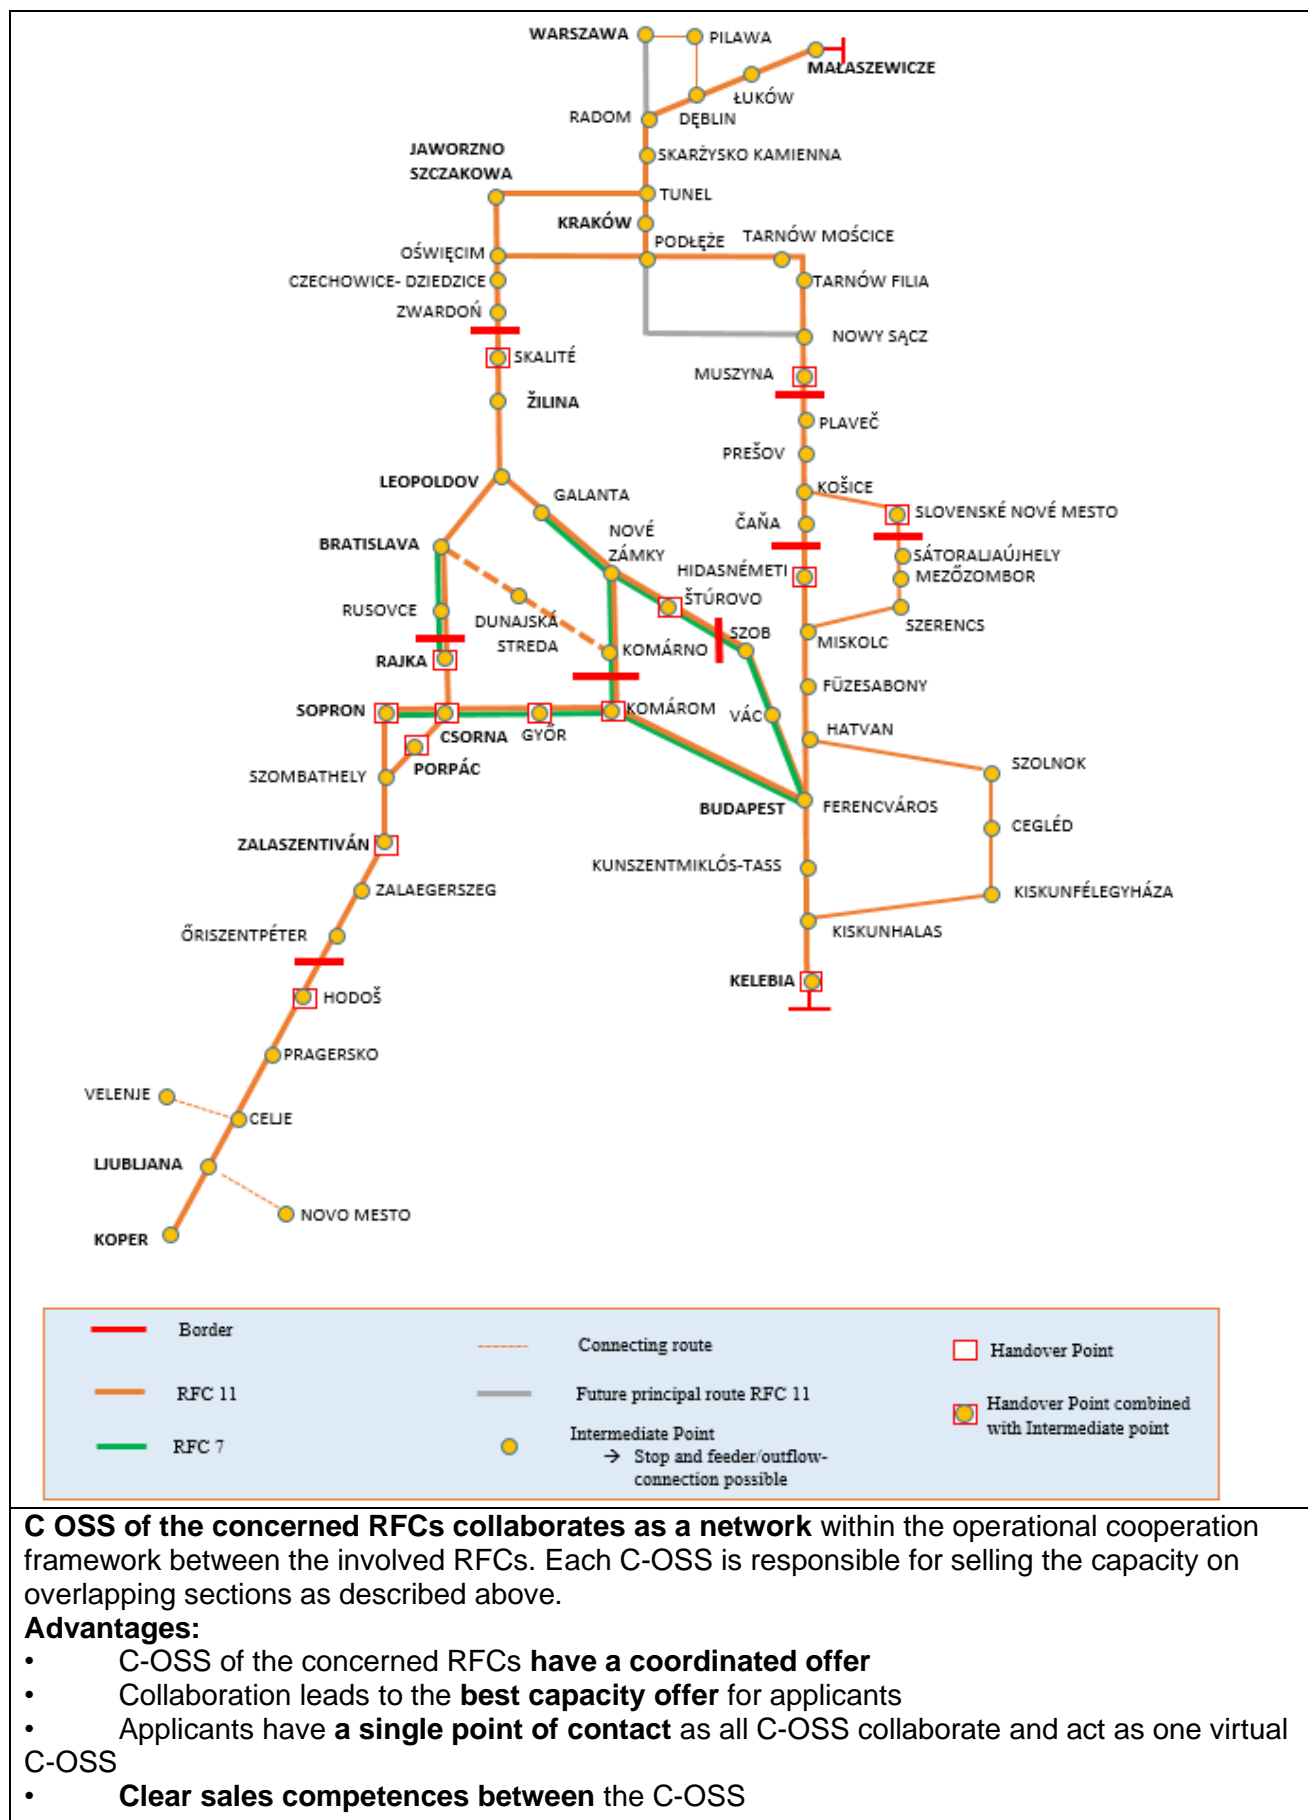 WARSZAWA
PILAWA
MAŁASZEWICZE
ŁUKÓW
RADOM
DĘBLIN
JAWORZNO
SZCZAKOWA
SKARŻYSKO KAMIENNA
TUNEL
KRAKÓW
PODŁĘŻE
TARNÓW MOŚCICE
OŚWIĘCIM
CZECHOWICE- DZIEDZICE
TARNÓW FILIA
ZWARDOŃ
NOWY SĄCZ
SKALITÉ
MUSZYNA
ŽILINA
PLAVEČ
PREŠOV
LEOPOLDOV
GALANTA
KOŠICE
SLOVENSKÉ NOVÉ MESTO
ČAŇA
BRATISLAVA
NOVÉ
ZÁMKY
SÁTORALJAÚJHELY
HIDASNÉMETI
MEZŐZOMBOR
RUSOVCE
ŠTÚROVO
DUNAJSKÁ
STREDA
SZOB
SZERENCS
KOMÁRNO
MISKOLC
RAJKA
FÜZESABONY
SOPRON
KOMÁROM
CSORNA
GYŐR
VÁC
HATVAN
PORPÁC
SZOMBATHELY
SZOLNOK
BUDAPEST
FERENCVÁROS
CEGLÉD
ZALASZENTIVÁN
KUNSZENTMIKLÓS-TASS
ZALAEGERSZEG
KISKUNFÉLEGYHÁZA
ŐRISZENTPÉTER
KISKUNHALAS
KELEBIA
HODOŠ
PRAGERSKO
VELENJE
CELJE
LJUBLJANA
NOVO MESTO
KOPER
Border
Connecting route
Handover Point
RFC 11
Future principal route RFC 11
Handover Point combined
with Intermediate point
RFC 7
Intermediate Point
→ Stop and feeder/outflow-
connection possible
C OSS of the concerned RFCs collaborates as a network within the operational cooperation
framework between the involved RFCs. Each C-OSS is responsible for selling the capacity on
overlapping sections as described above.
Advantages:
• C-OSS of the concerned RFCs have a coordinated offer
• Collaboration leads to the best capacity offer for applicants
• Applicants have a single point of contact as all C-OSS collaborate and act as one virtual
C-OSS
• Clear sales competences between the C-OSS